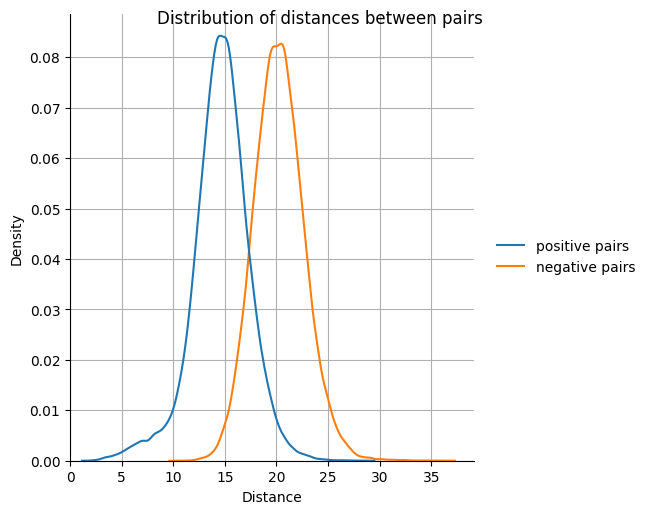 Distribution of distances between pairs
0.08
0.07
0.06
0.05
0.04
0.03
0.02
0.01
0.00
Density
0 5 10 15 20 25 30 35
Distance
positive pairs
negative pairs